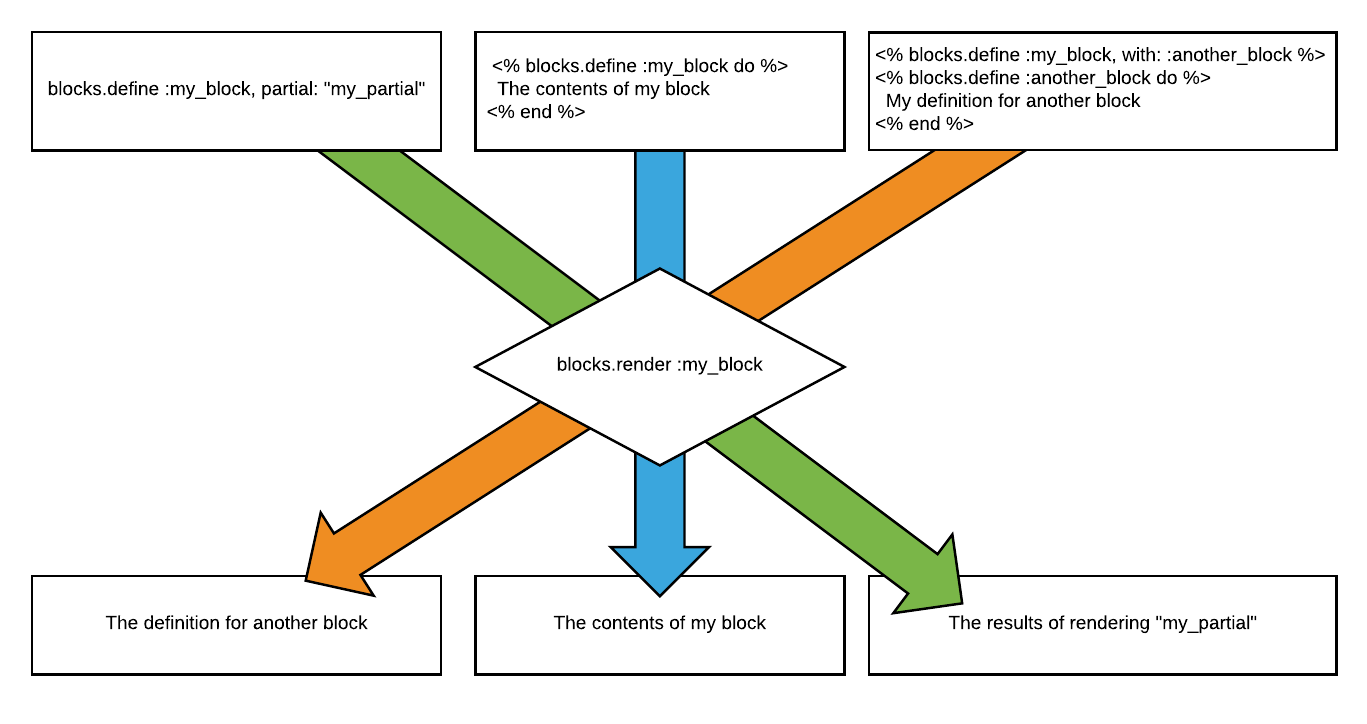 blocks.define :my_block, partial: "my_partial"
<% blocks.define :my_block do %>
The contents of my block
<% end %>
<% blocks.define :my_block, with: :another_block %>
<% blocks.define :another_block do %>
My definition for another block
<% end %>
blocks.render :my_block
The definition for another block
The contents of my block
The results of rendering "my_partial"